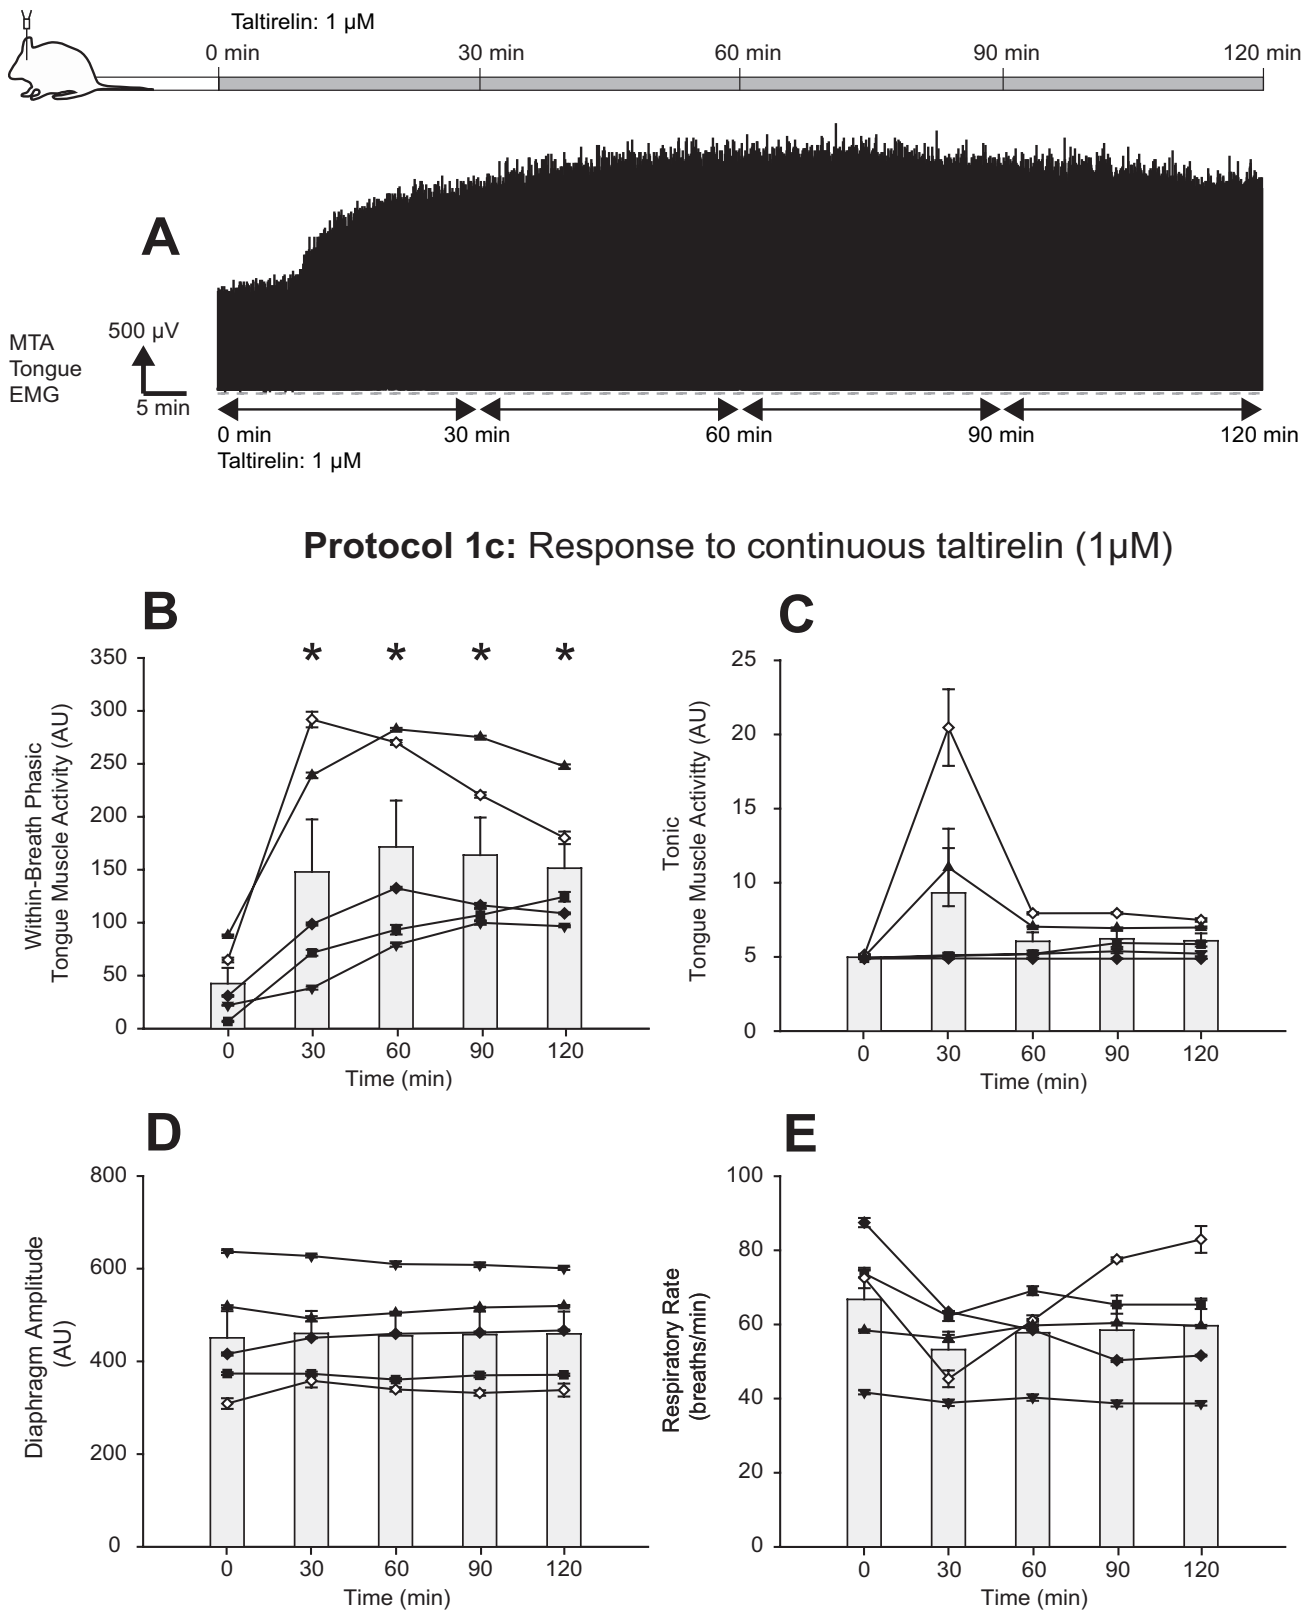 Taltirelin: 1 µM
0 min 30 min 60 min 90 min 120 min
A
MTA
Tongue
EMG
500 µV
5 min
0 min 30 min 60 min 90 min 120 min
Taltirelin: 1 µM
Protocol 1c: Response to continuous taltirelin (1µM)
B
Within-Breath Phasic
Tongue Muscle Activity (AU)
350
300
250
200
150
100
50
0
* * * *
0 30 60 90 120
Time (min)
C
Tonic
Tongue Muscle Activity (AU)
25
20
15
10
5
0
0 30 60 90 120
Time (min)
D
Diaphragm Amplitude
(AU)
800
600
400
200
0
0 30 60 90 120
Time (min)
E
Respiratory Rate
(breaths/min)
100
80
60
40
20
0
0 30 60 90 120
Time (min)